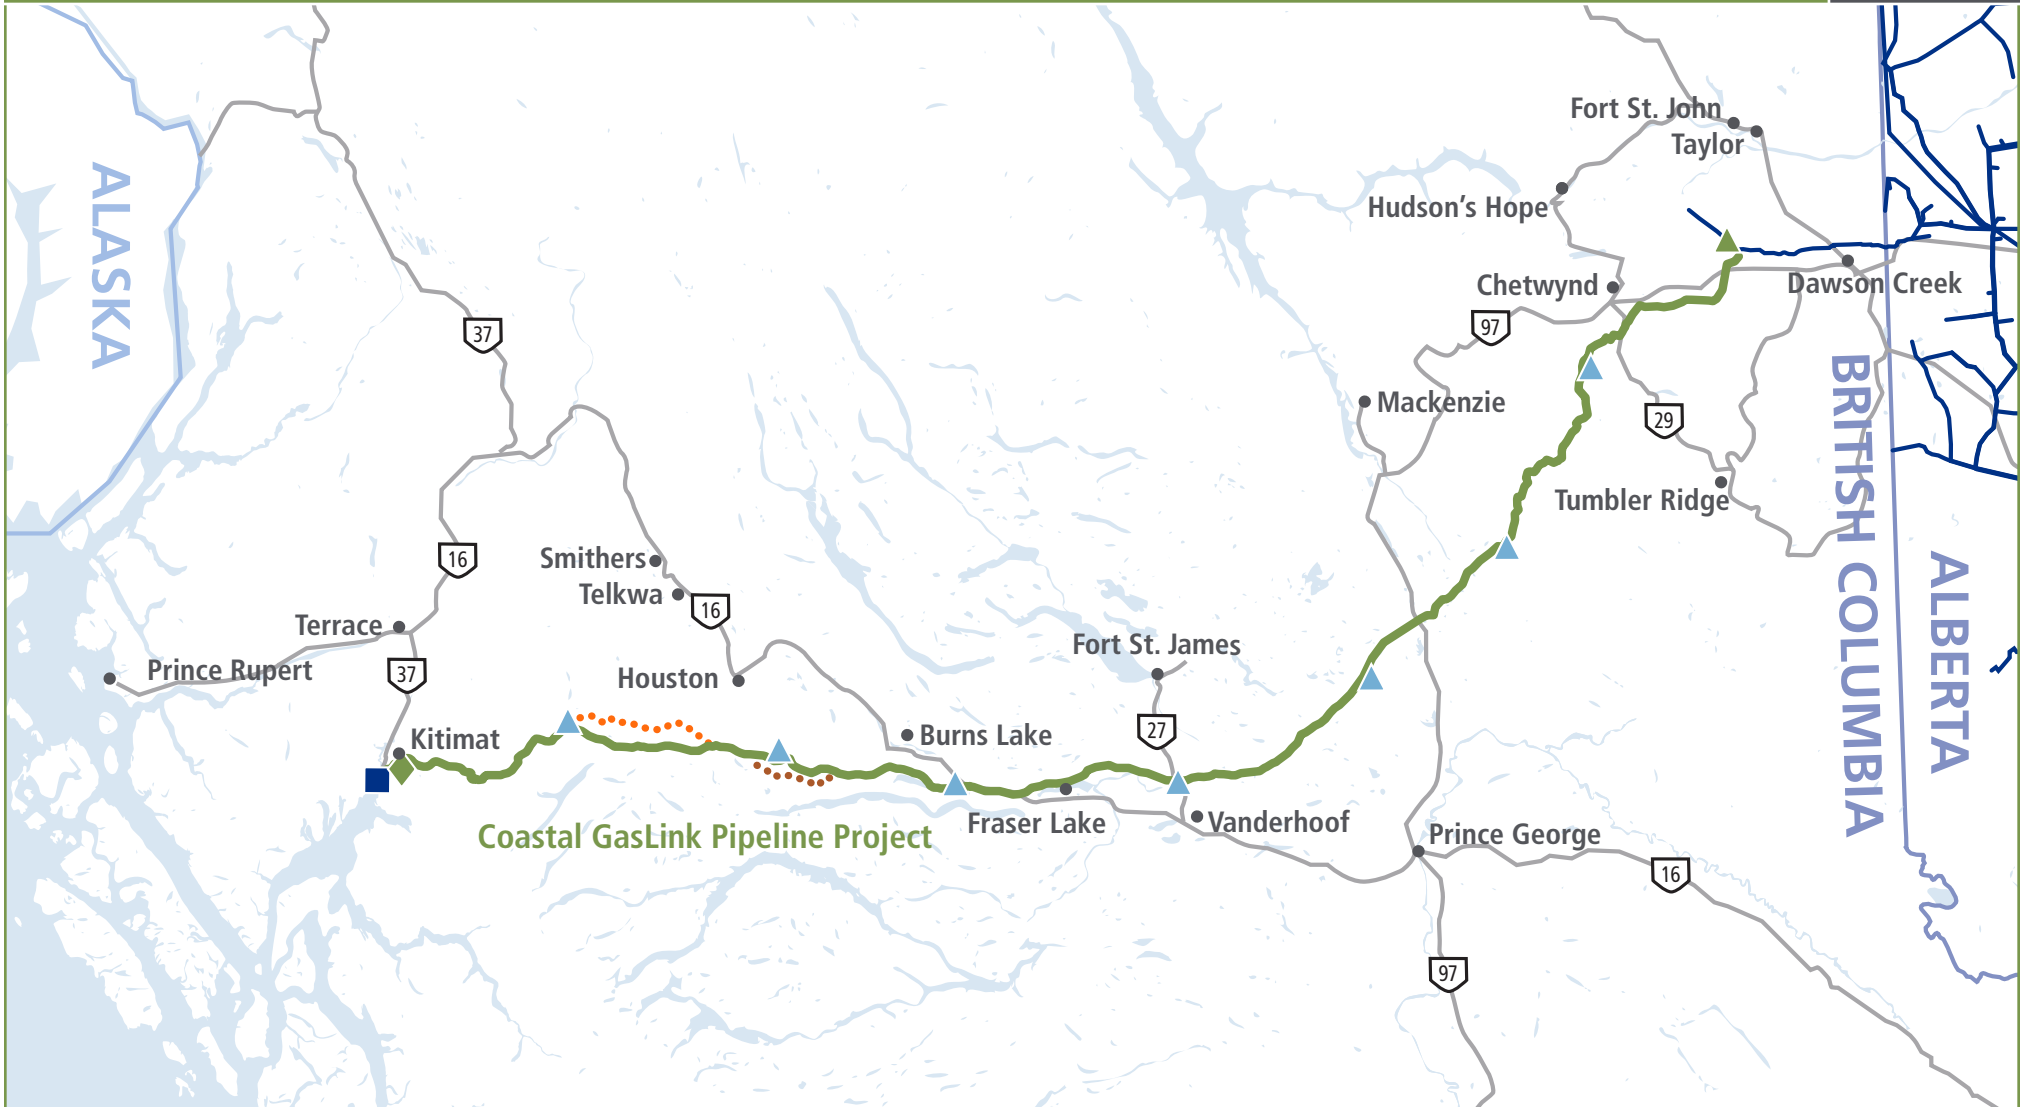 Fort St. John
Taylor
ALASKA
Hudson's Hope
Chetwynd
Dawson Creek
37
97
BRITISH COLUMBIA
Mackenzie
29
Tumbler Ridge
16
Smithers
Telkwa
16
ALBERTA
Terrace
Fort St. James
Prince Rupert
37
Houston
27
Kitimat
Burns Lake
Coastal GasLink Pipeline Project
Fraser Lake
Vanderhoof
Prince George
16
97